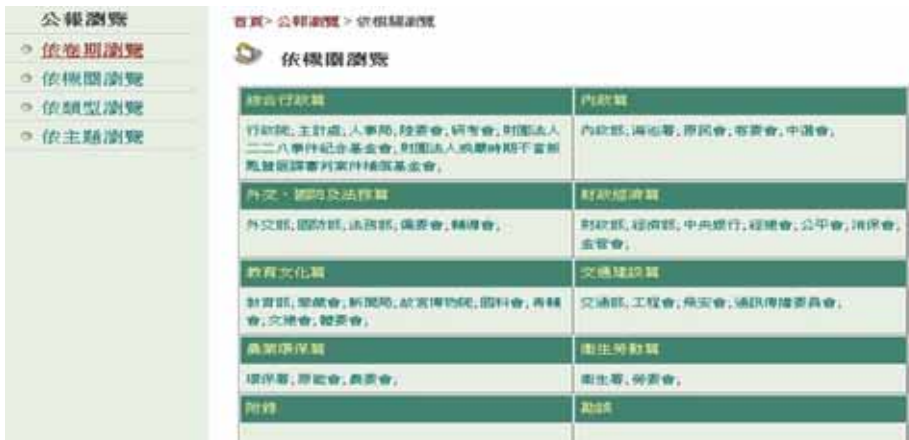 公報瀏覽
依卷期瀏覽
依機關瀏覽
依類型瀏覽
依主題瀏覽
首頁> 公報瀏覽 > 依機關瀏覽
依機關瀏覽
綜合行政篇
內政篇
行政院, 主計處, 人事局, 陸委會, 研考會, 財團法人
二二八事件紀念基金會, 財團法人戒嚴時期不當叛
亂暨匪諜審判案件補償基金會,
內政部, 海巡署, 原民會, 客委會, 中選會,
外交、國防及法務篇
財政經濟篇
外交部, 國防部, 法務部, 僑委會, 輔導會,
財政部, 經濟部, 中央銀行, 經建會, 公平會, 消保會,
金管會,
教育文化篇
交通建設篇
教育部, 蒙藏會, 新聞局, 故宮博物院, 國科會, 青輔
會, 文建會, 體委會,
交通部, 工程會, 飛安會, 通訊傳播委員會,
農業環保篇
衛生勞動篇
環保署, 原能會, 農委會,
衛生署, 勞委會,
附錄
勘誤